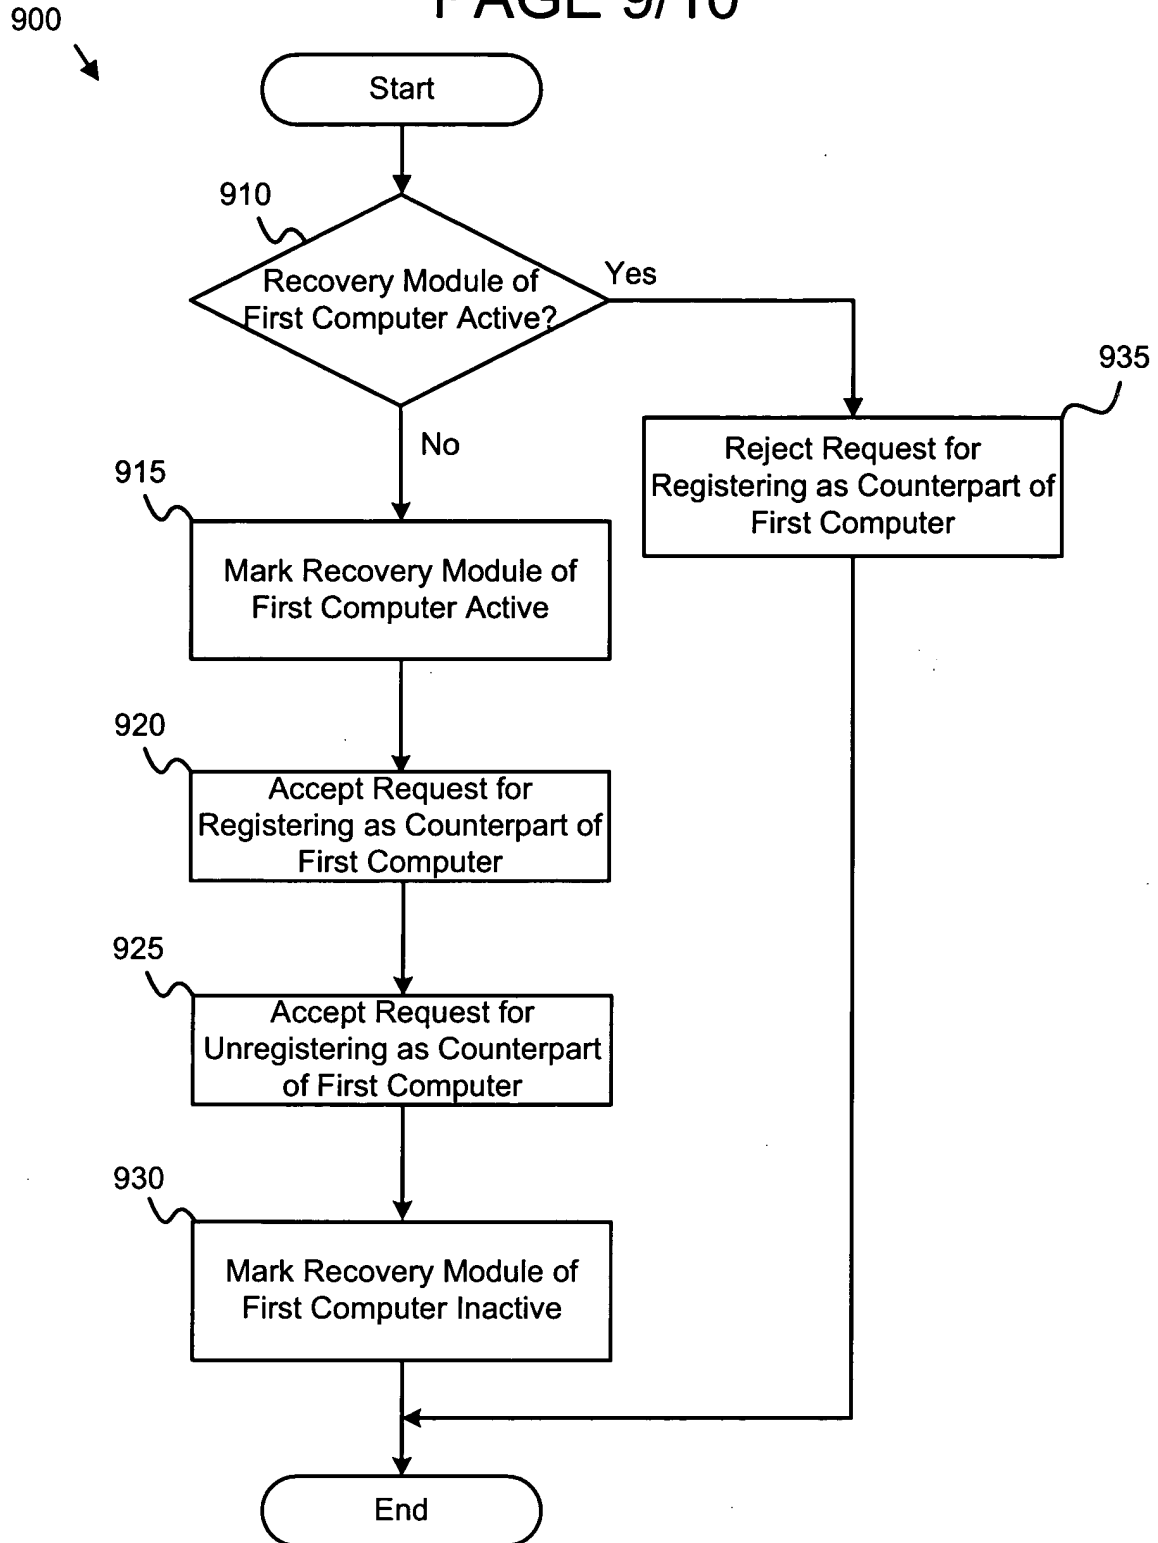 PAGE 9/10
900
Start
910
Recovery Module of
First Computer Active?
Yes
935
Reject Request for
Registering as Counterpart of
First Computer
No
915
Mark Recovery Module of
First Computer Active
920
Accept Request for
Registering as Counterpart of
First Computer
925
Accept Request for
Unregistering as Counterpart
of First Computer
930
Mark Recovery Module of
First Computer Inactive
End